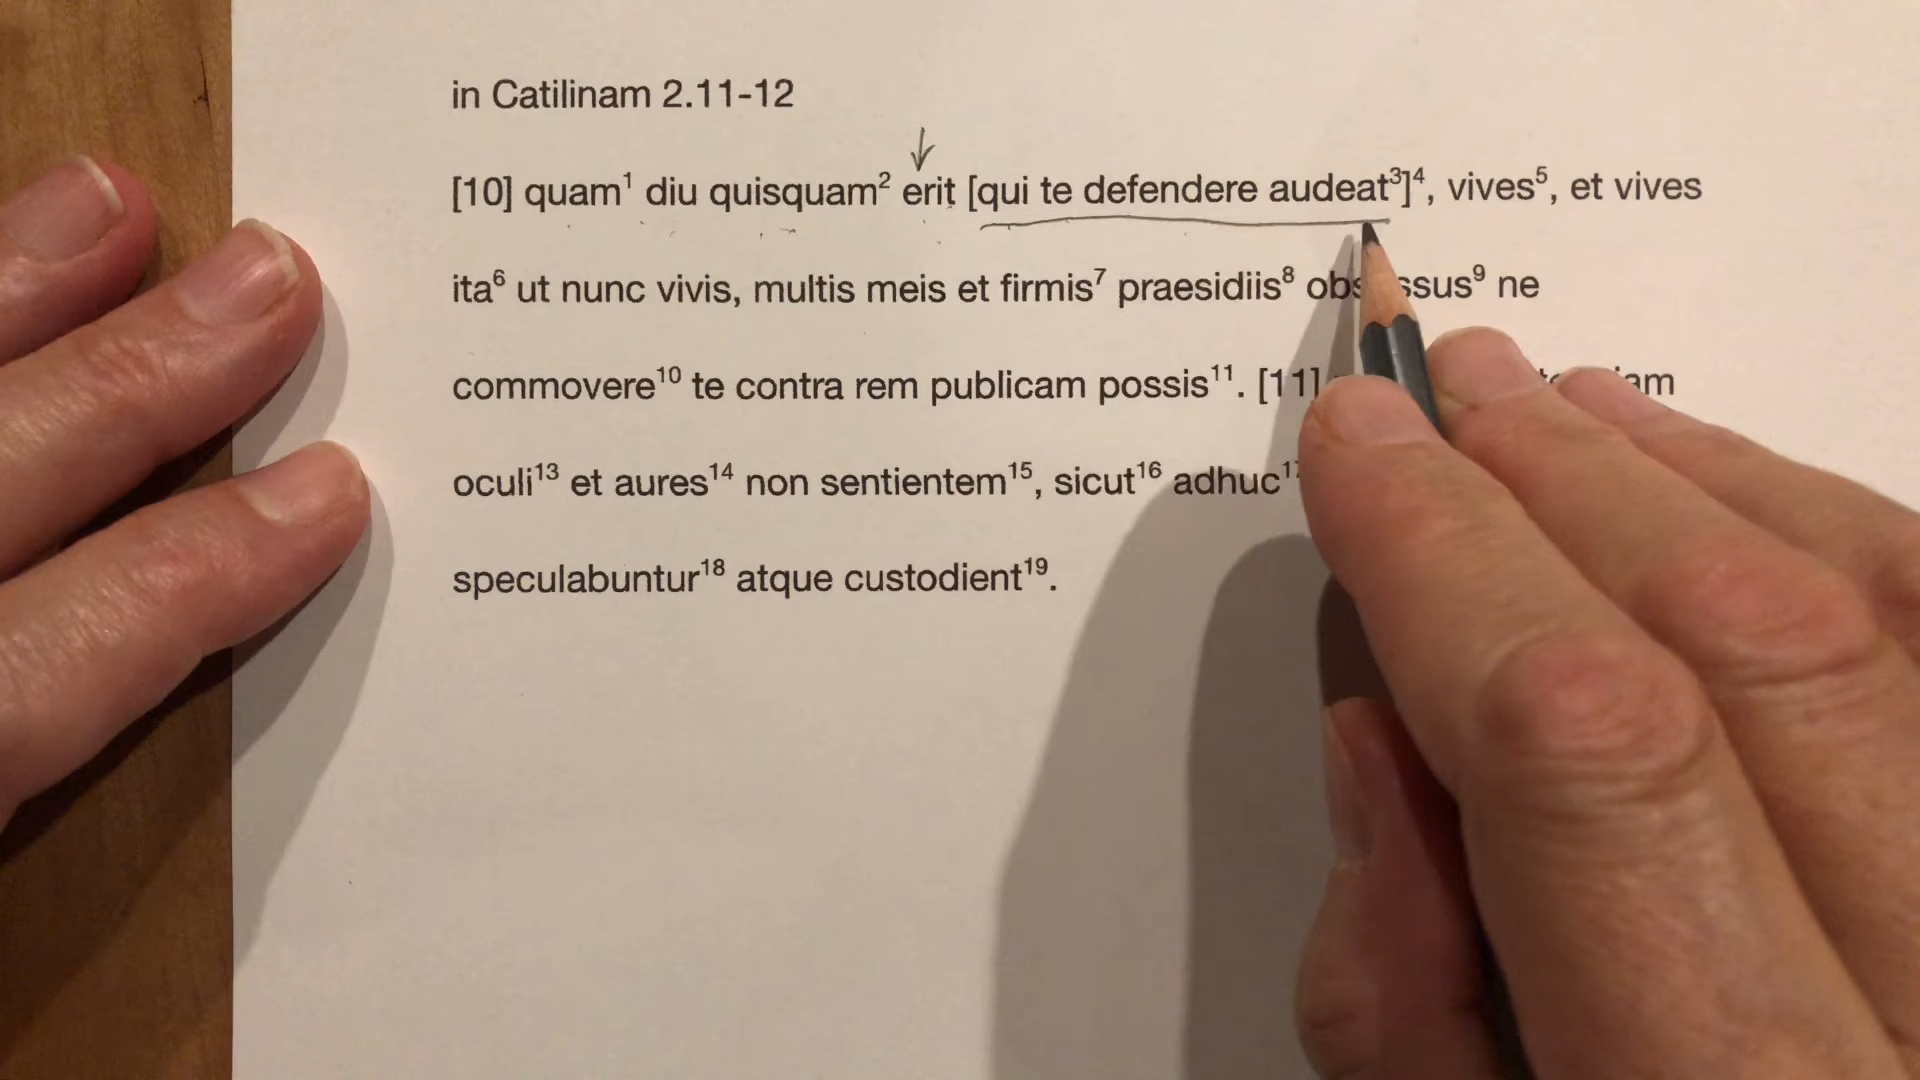 in Catilinam 2.11-12
[10] quam¹ diu quisquam² erit [qui te defendere audeat³]⁴, vives⁵, et vives
ita⁶ ut nunc vivis, multis meis et firmis⁷ praesidiis⁸ ne
commovere¹⁰ te contra rem publicam possis¹¹. [11]
oculi¹³ et aures¹⁴ non sentientem¹⁵, sicut¹⁶ adhuc
speculabuntur¹⁸ atque custodient¹⁹.